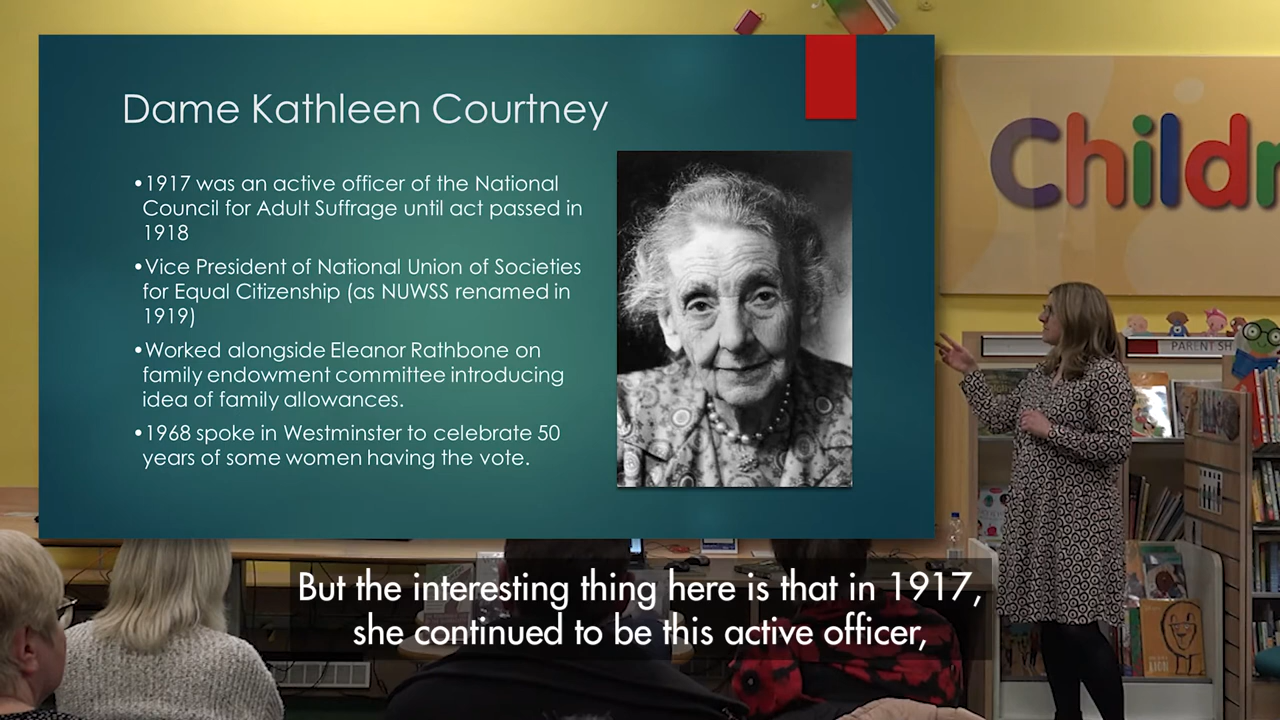 Dame Kathleen Courtney
•1917 was an active officer of the National
Council for Adult Suffrage until act passed in
1918
•Vice President of National Union of Societies
for Equal Citizenship (as NUWSS renamed in
1919)
•Worked alongside Eleanor Rathbone on
family endowment committee introducing
idea of family allowances.
•1968 spoke in Westminster to celebrate 50
years of some women having the vote.
Child
PARENT SH
But the interesting thing here is that in 1917,
she continued to be this active officer,